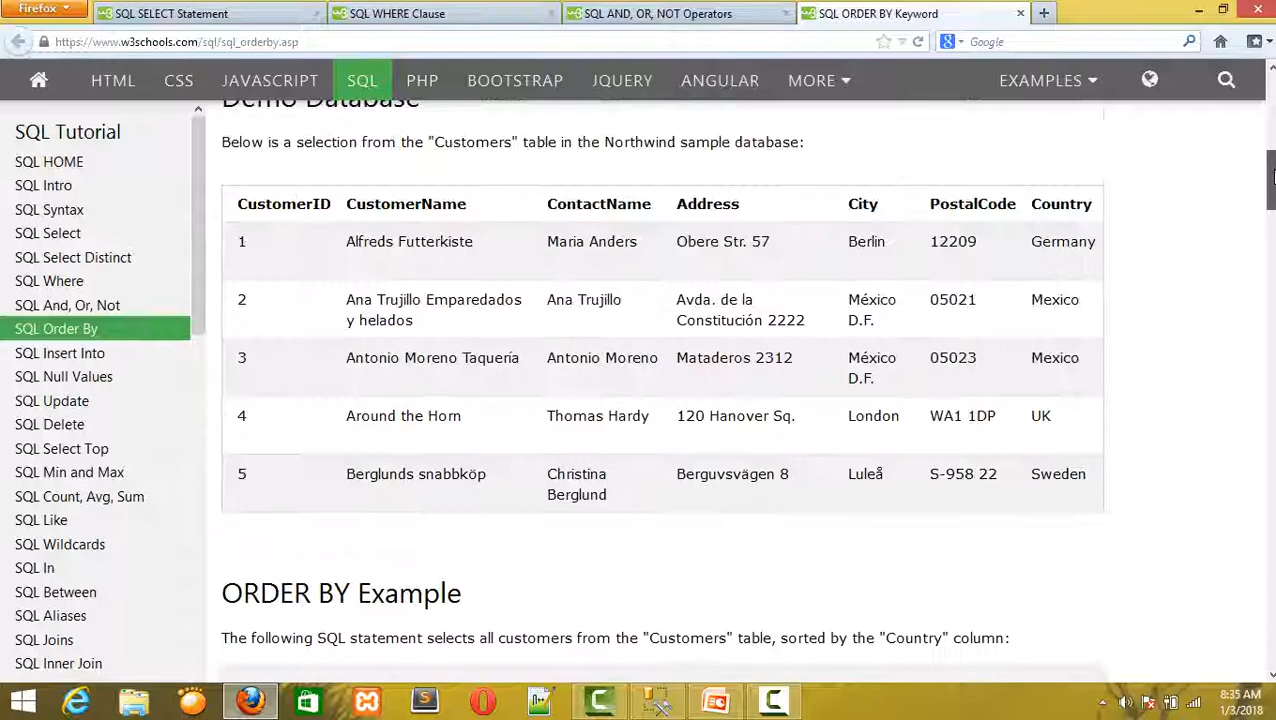 Firefox
SQL SELECT Statement
SQL WHERE Clause
SQL AND, OR, NOT Operators
SQL ORDER BY Keyword
https://www.w3schools.com/sql/sql_orderby.asp
Google
HTML CSS JAVASCRIPT SQL PHP BOOTSTRAP JQUERY ANGULAR MORE EXAMPLES
SQL Tutorial
SQL HOME
SQL Intro
SQL Syntax
SQL Select
SQL Select Distinct
SQL Where
SQL And, Or, Not
SQL Order By
SQL Insert Into
SQL Null Values
SQL Update
SQL Delete
SQL Select Top
SQL Min and Max
SQL Count, Avg, Sum
SQL Like
SQL Wildcards
SQL In
SQL Between
SQL Aliases
SQL Joins
SQL Inner Join
Demo Database
Below is a selection from the "Customers" table in the Northwind sample database:
CustomerID CustomerName ContactName Address City PostalCode Country
1 Alfreds Futterkiste Maria Anders Obere Str. 57 Berlin 12209 Germany
2 Ana Trujillo Emparedados Ana Trujillo Avda. de la México 05021 Mexico
y helados Constitución 2222 D.F.
3 Antonio Moreno Taquería Antonio Moreno Mataderos 2312 México 05023 Mexico
D.F.
4 Around the Horn Thomas Hardy 120 Hanover Sq. London WA1 1DP UK
5 Berglunds snabbköp Christina Berguvsvägen 8 Luleå S-958 22 Sweden
Berglund
ORDER BY Example
The following SQL statement selects all customers from the "Customers" table, sorted by the "Country" column:
8:35 AM
1/3/2018